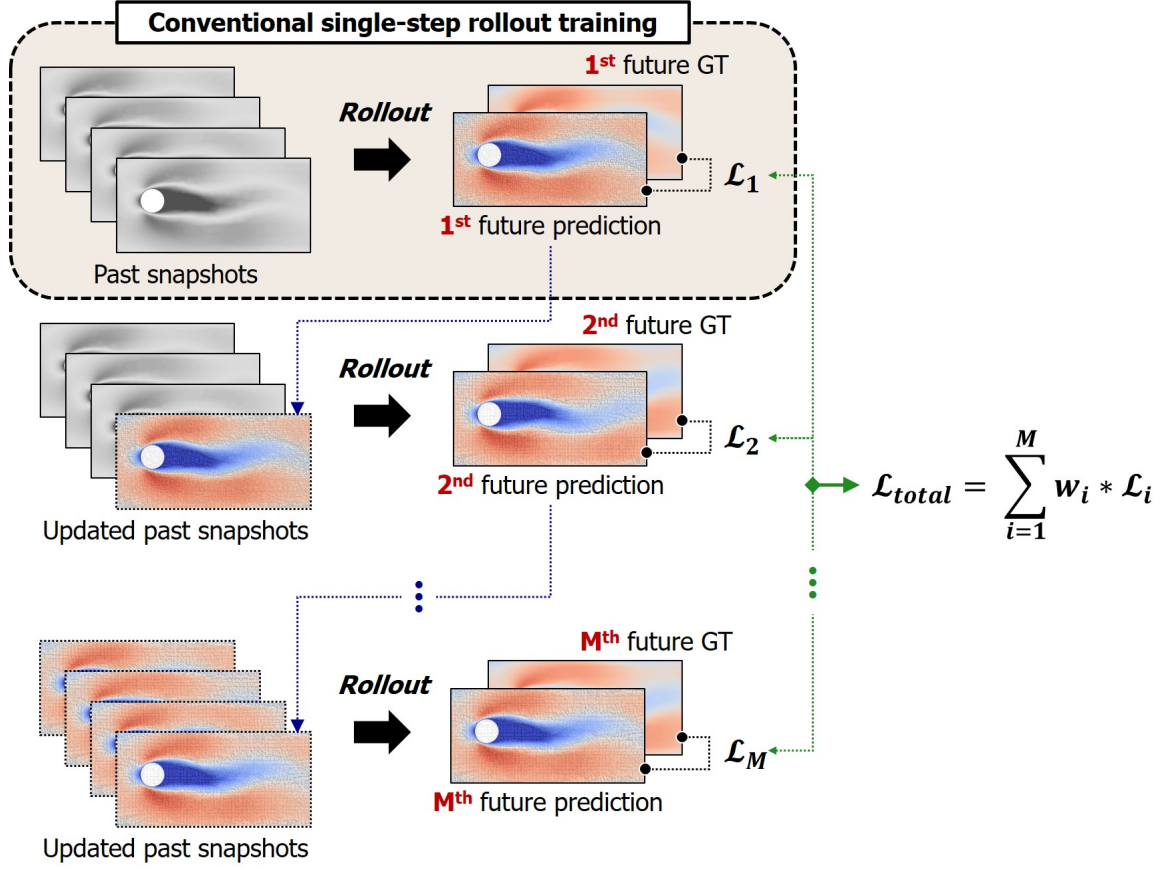 Conventional single-step rollout training
1st future GT
Rollout
ℒ1
1st future prediction
Past snapshots
2nd future GT
Rollout
ℒ2
2nd future prediction
Updated past snapshots
ℒtotal = ∑_{i=1}^{M} wi * ℒi
Mth future GT
Rollout
ℒM
Mth future prediction
Updated past snapshots